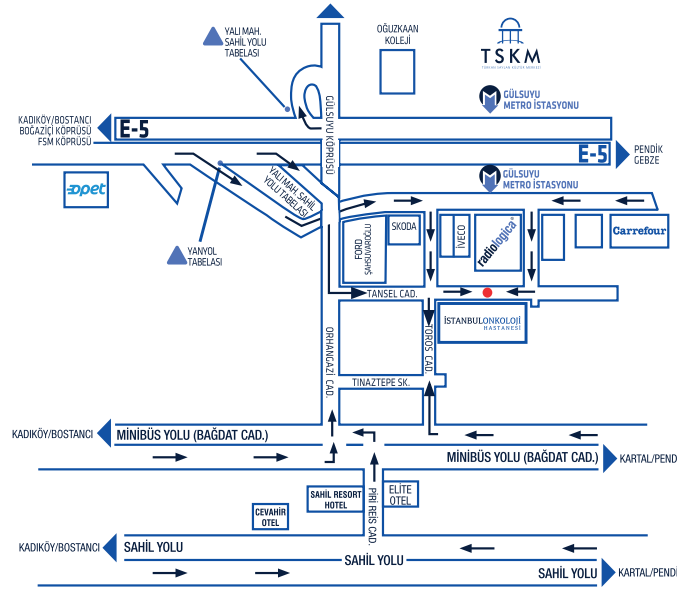 YALI MAH.
SAHİL YOLU
TABELASI
OĞUZKAAN
KOLEJİ
TSKM
GÜLSUYU
METRO İSTASYONU
KADIKÖY/BOSTANCI
BOĞAZİÇİ KÖPRÜSÜ
FSM KÖPRÜSÜ
E-5
GÜLSUYU KÖPRÜSÜ
E-5
PENDİK
GEBZE
GÜLSUYU
METRO İSTASYONU
opet
YALI MAH. SAHİL
YOLU TABELASI
YANYOL
TABELASI
FORD
ŞAHSUVAROĞLU
SKODA
İVECO
radiologica
Carrefour
TANSEL CAD.
İSTANBULONKOLOJİ
HASTANESİ
ORHANGAZİ CAD.
TOROS CAD.
TINAZTEPE SK.
KADIKÖY/BOSTANCI
MİNİBÜS YOLU (BAĞDAT CAD.)
MİNİBÜS YOLU (BAĞDAT CAD.)
KARTAL/PEND
SAHİL RESORT
HOTEL
PİRİ REİS CAD.
ELİTE
OTEL
CEVAHİR
OTEL
KADIKÖY/BOSTANCI
SAHİL YOLU
SAHİL YOLU
SAHİL YOLU
KARTAL/PENDİ